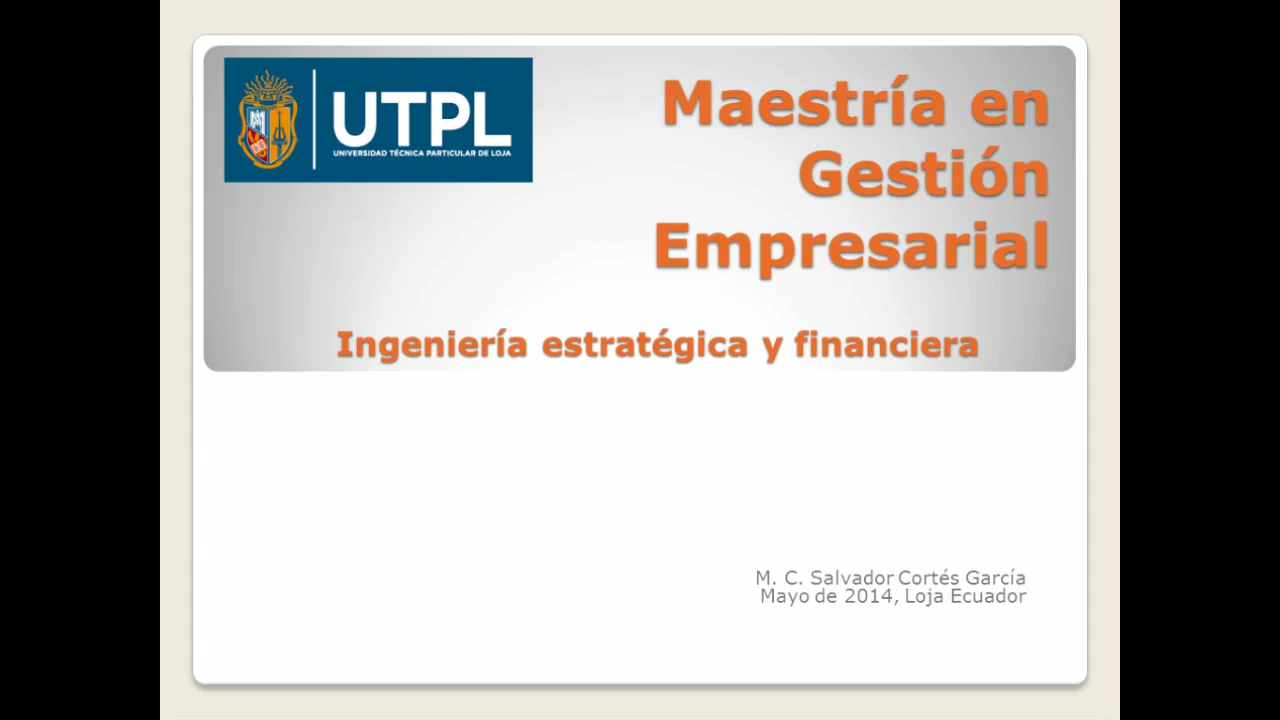 UTPL
UNIVERSIDAD TÉCNICA PARTICULAR DE LOJA
Maestría en
Gestión
Empresarial
Ingeniería estratégica y financiera
M. C. Salvador Cortés García
Mayo de 2014, Loja Ecuador